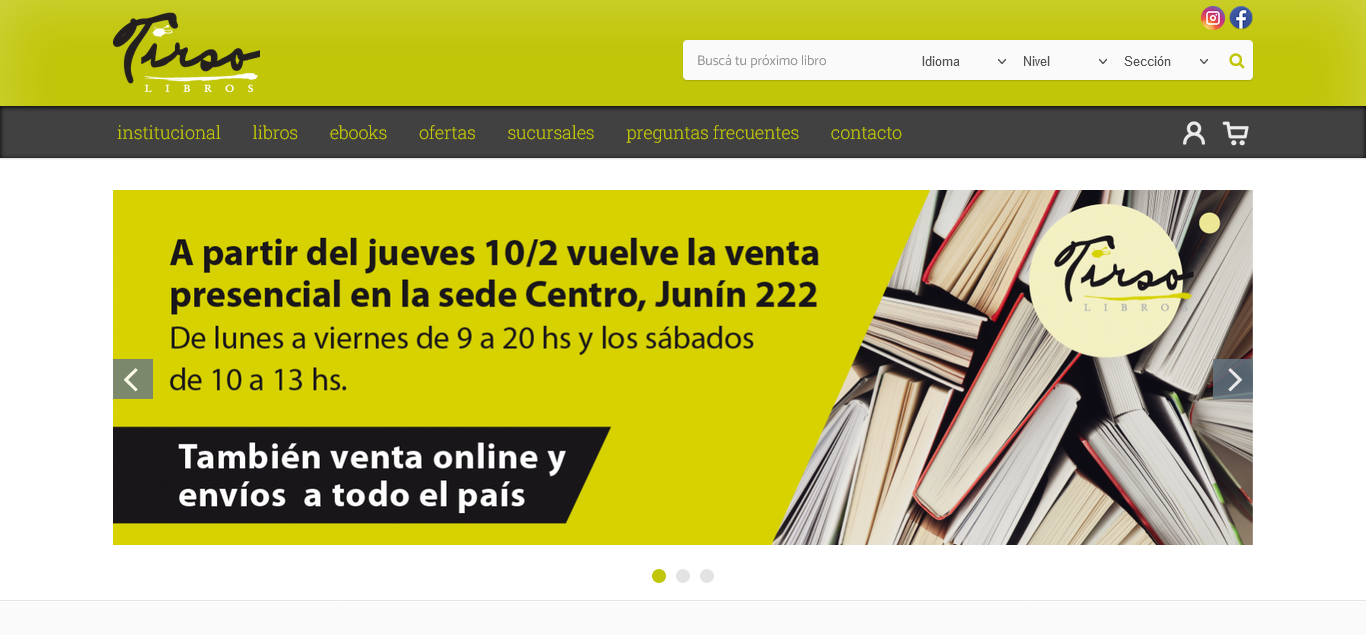 Tirso
LIBROS
Buscá tu próximo libro
Idioma
Nivel
Sección
institucional
libros
ebooks
ofertas
sucursales
preguntas frecuentes
contacto
A partir del jueves 10/2 vuelve la venta
presencial en la sede Centro, Junín 222
De lunes a viernes de 9 a 20 hs y los sábados
de 10 a 13 hs.
También venta online y
envíos a todo el país
Tirso
LIBRO